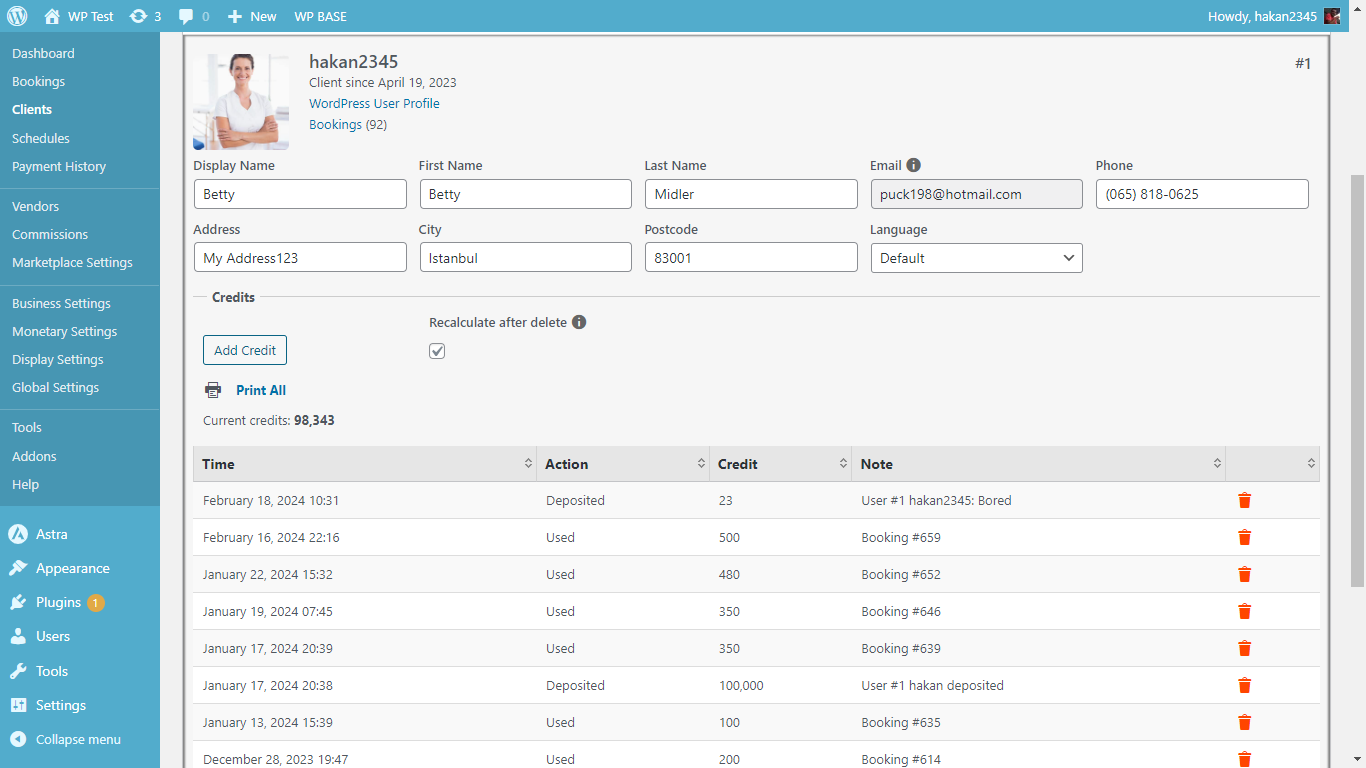 WP Test 3 0 New WP BASE Howdy, hakan2345
Dashboard
Bookings
Clients
Schedules
Payment History
Vendors
Commissions
Marketplace Settings
Business Settings
Monetary Settings
Display Settings
Global Settings
Tools
Addons
Help
Astra
Appearance
Plugins 1
Users
Tools
Settings
Collapse menu
hakan2345 #1
Client since April 19, 2023
WordPress User Profile
Bookings (92)
Display Name First Name Last Name Email Phone
Betty Betty Midler puck198@hotmail.com (065) 818-0625
Address City Postcode Language
My Address123 Istanbul 83001 Default
Credits
Recalculate after delete
Add Credit
Print All
Current credits: 98,343
Time Action Credit Note
February 18, 2024 10:31 Deposited 23 User #1 hakan2345: Bored
February 16, 2024 22:16 Used 500 Booking #659
January 22, 2024 15:32 Used 480 Booking #652
January 19, 2024 07:45 Used 350 Booking #646
January 17, 2024 20:39 Used 350 Booking #639
January 17, 2024 20:38 Deposited 100,000 User #1 hakan deposited
January 13, 2024 15:39 Used 100 Booking #635
December 28, 2023 19:47 Used 200 Booking #614